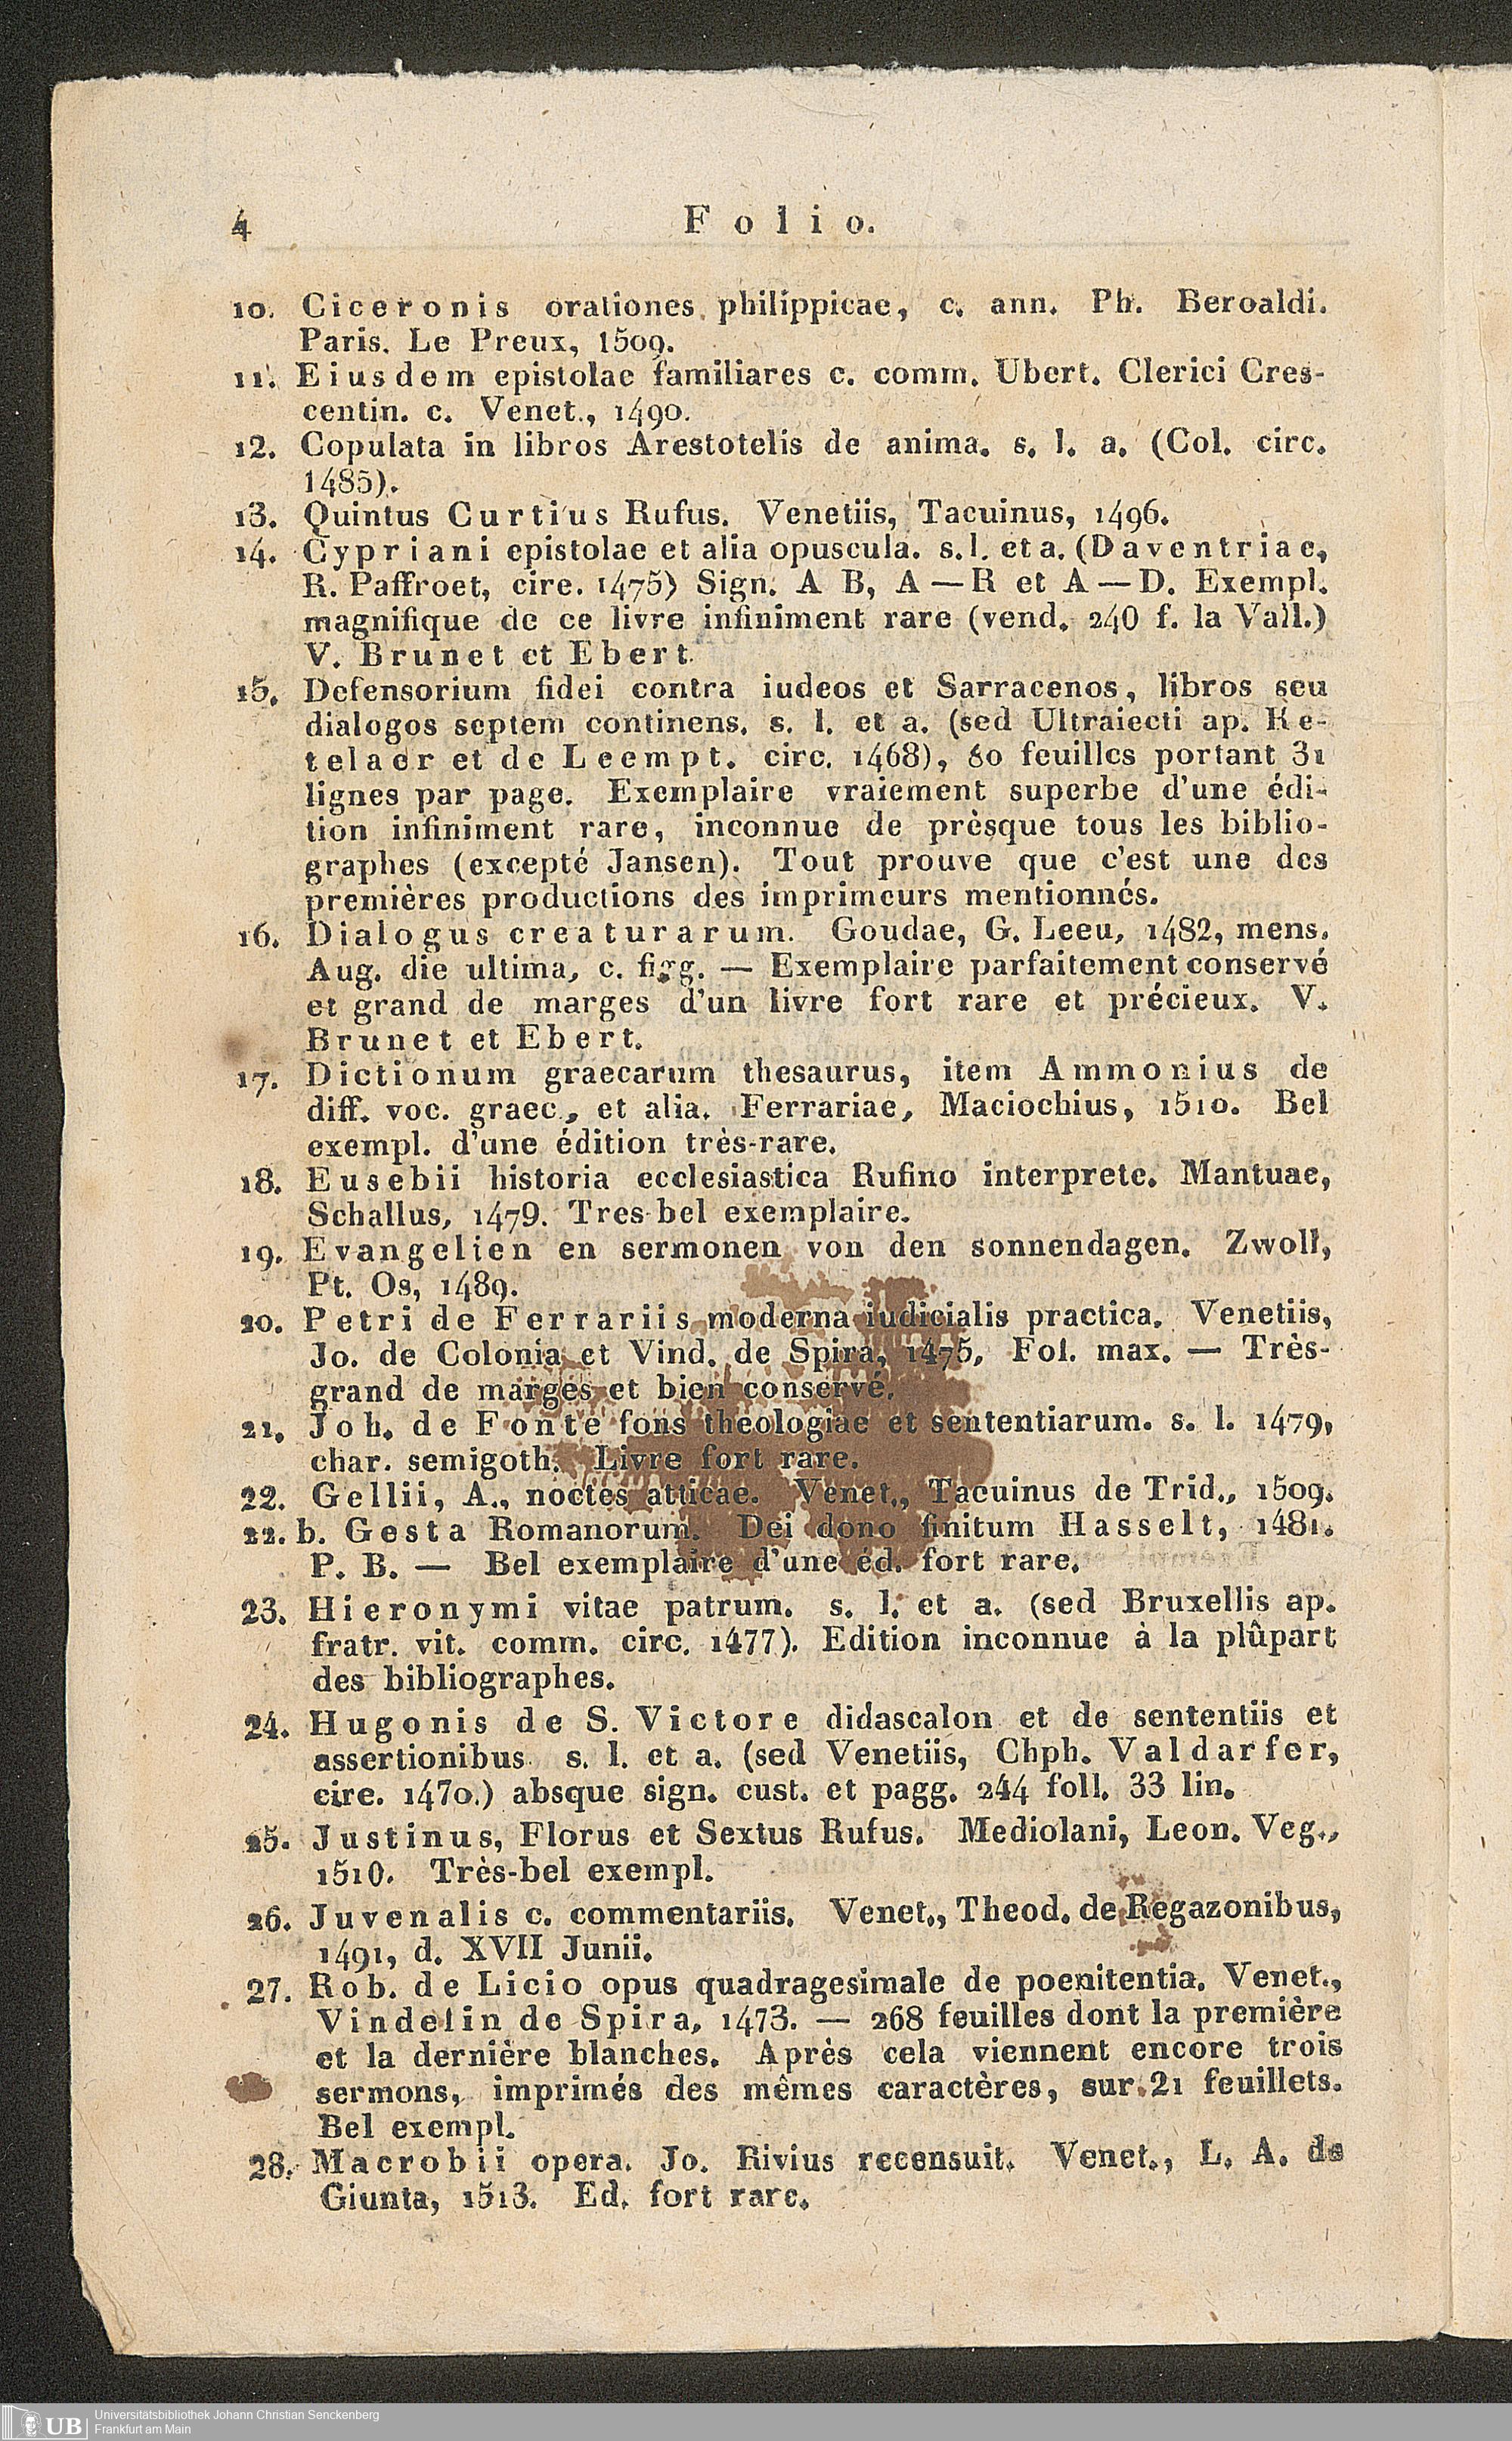 4 Folio.
10. Ciceronis orationes philippicae, c. ann. Ph. Beroaldi.
Paris. Le Preux, 1509.
11. Eiusdem epistolae familiares c. comm. Ubert. Clerici Cres-
centin. c. Venet., 1490.
12. Copulata in libros Arestotelis de anima. s. l. a. (Col. circ.
1485).
13. Quintus Curtius Rufus. Venetiis, Tacuinus, 1496.
14. Cypriani epistolae et alia opuscula. s. l. et a. (Daventriae,
R. Paffroet, circ. 1475) Sign. A B, A — R et A — D. Exempl.
magnifique de ce livre infiniment rare (vend. 240 f. la Vall.)
V. Brunet et Ebert.
15. Defensorium fidei contra iudeos et Sarracenos, libros seu
dialogos septem continens. s. l. et a. (sed Ultraiecti ap. Ke-
telaer et de Leempt. circ. 1468), 80 feuilles portant 31
lignes par page. Exemplaire vraiement superbe d'une édi-
tion infiniment rare, inconnue de prèsque tous les biblio-
graphes (excepté Jansen). Tout prouve que c'est une des
premières productions des imprimeurs mentionnés.
16. Dialogus creaturarum. Goudae, G. Leeu, 1482, mens.
Aug. die ultima, c. figg. — Exemplaire parfaitement conservé
et grand de marges d'un livre fort rare et précieux. V.
Brunet et Ebert.
17. Dictionum graecarum thesaurus, item Ammonius de
diff. voc. graec., et alia. Ferrariae, Maciochius, 1510. Bel
exempl. d'une édition très-rare.
18. Eusebii historia ecclesiastica Rufino interprete. Mantuae,
Schallus, 1479. Tres-bel exemplaire.
19. Evangelien en sermonen von den sonnendagen. Zwoll,
Pt. Os, 1489.
20. Petri de Ferrariis moderna iudicialis practica. Venetiis,
Jo. de Colonia et Vind. de Spira, 1475, Fol. max. — Très-
grand de marges et bien conservé.
21. Joh. de Fonte fons theologiae et sententiarum. s. l. 1479,
char. semigoth. Livre fort rare.
22. Gellii, A., noctes atticae. Venet., Tacuinus de Trid., 1509.
22. b. Gesta Romanorum. Dei dono finitum Hasselt, 1481.
P. B. — Bel exemplaire d'une éd. fort rare.
23. Hieronymi vitae patrum. s. l. et a. (sed Bruxellis ap.
fratr. vit. comm. circ. 1477). Edition inconnue à la plûpart
des bibliographes.
24. Hugonis de S. Victore didascalon et de sententiis et
assertionibus. s. l. et a. (sed Venetiis, Chph. Valdarfer,
circ. 1470.) absque sign. cust. et pagg. 244 foll. 33 lin.
25. Justinus, Florus et Sextus Rufus. Mediolani, Leon. Veg.,
1510. Très-bel exempl.
26. Juvenalis c. commentariis. Venet., Theod. de Regazonibus,
1491, d. XVII Junii.
27. Rob. de Licio opus quadragesimale de poenitentia. Venet.,
Vindelin de Spira, 1473. — 268 feuilles dont la première
et la dernière blanches. Après cela viennent encore trois
sermons, imprimés des mêmes caractères, sur 21 feuillets.
Bel exempl.
28. Macrobii opera. Jo. Rivius recensuit. Venet., L. A. de
Giunta, 1513. Ed. fort rare.
UB
Universitätsbibliothek Johann Christian Senckenberg
Frankfurt am Main